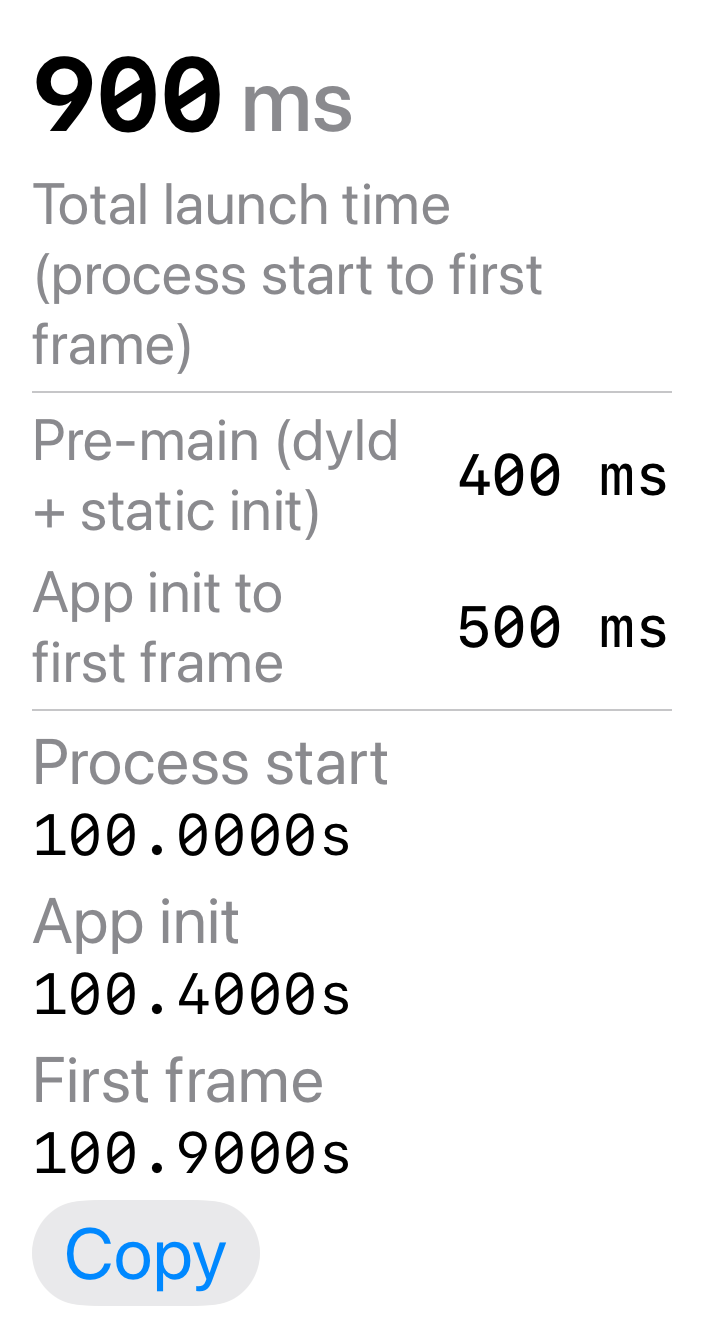 900 ms
Total launch time
(process start to first
frame)
Pre-main (dyld
+ static init)
400 ms
App init to
first frame
500 ms
Process start
100.0000s
App init
100.4000s
First frame
100.9000s
Copy